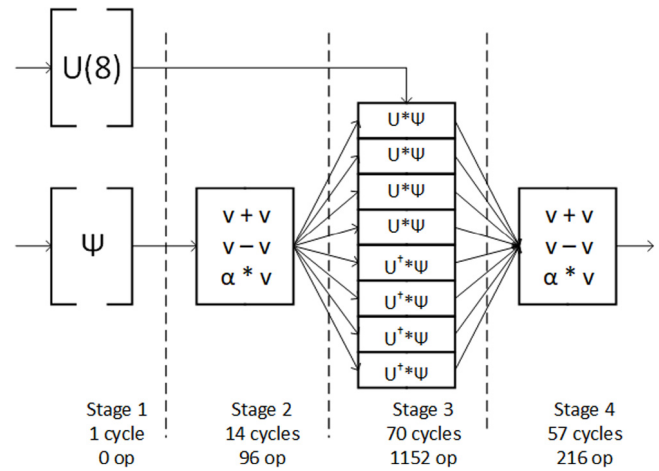 U(8)
Ψ
v + v
v – v
α * v
U*Ψ
U*Ψ
U*Ψ
U*Ψ
U†*Ψ
U†*Ψ
U†*Ψ
U†*Ψ
v + v
v – v
α * v
Stage 1
1 cycle
0 op
Stage 2
14 cycles
96 op
Stage 3
70 cycles
1152 op
Stage 4
57 cycles
216 op